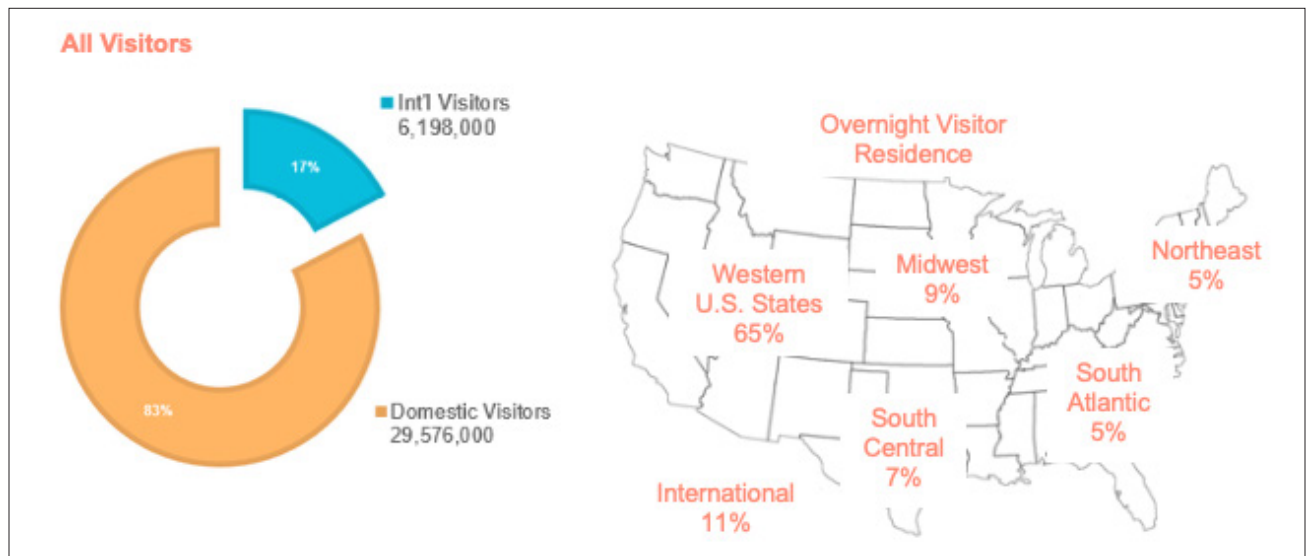 All Visitors
Int'l Visitors
6,198,000
17%
83%
Domestic Visitors
29,576,000
Overnight Visitor
Residence
Western
U.S. States
65%
Midwest
9%
Northeast
5%
South
Atlantic
5%
South
Central
7%
International
11%